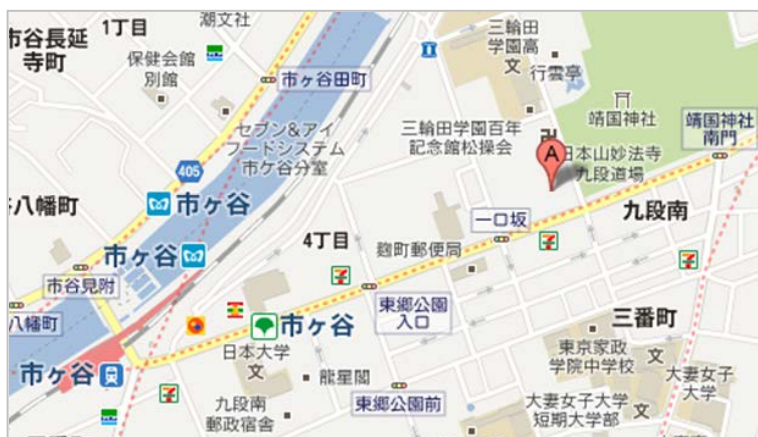 1丁目
潮文社
市谷長延
寺町
保健会館
別館
市ヶ谷田町
三輪田
学園高
文
行雲亭
靖国神社
靖国神社
南門
セブン&アイ
フードシステム
市ケ谷分室
三輪田学園百年
記念館松操会
卍
A
日本山妙法寺
九段道場
405
八幡町
市ヶ谷
市ヶ谷
4丁目
一口坂
九段南
麹町郵便局
市谷見附
八幡町
東郷公園
入口
三番町
市ヶ谷
日本大学
文
東京家政
学院中学校
文
市ヶ谷
龍星閣
東郷公園前
大妻女子
大学
九段南
郵政宿舎
大妻女子大学
短期大学部
文